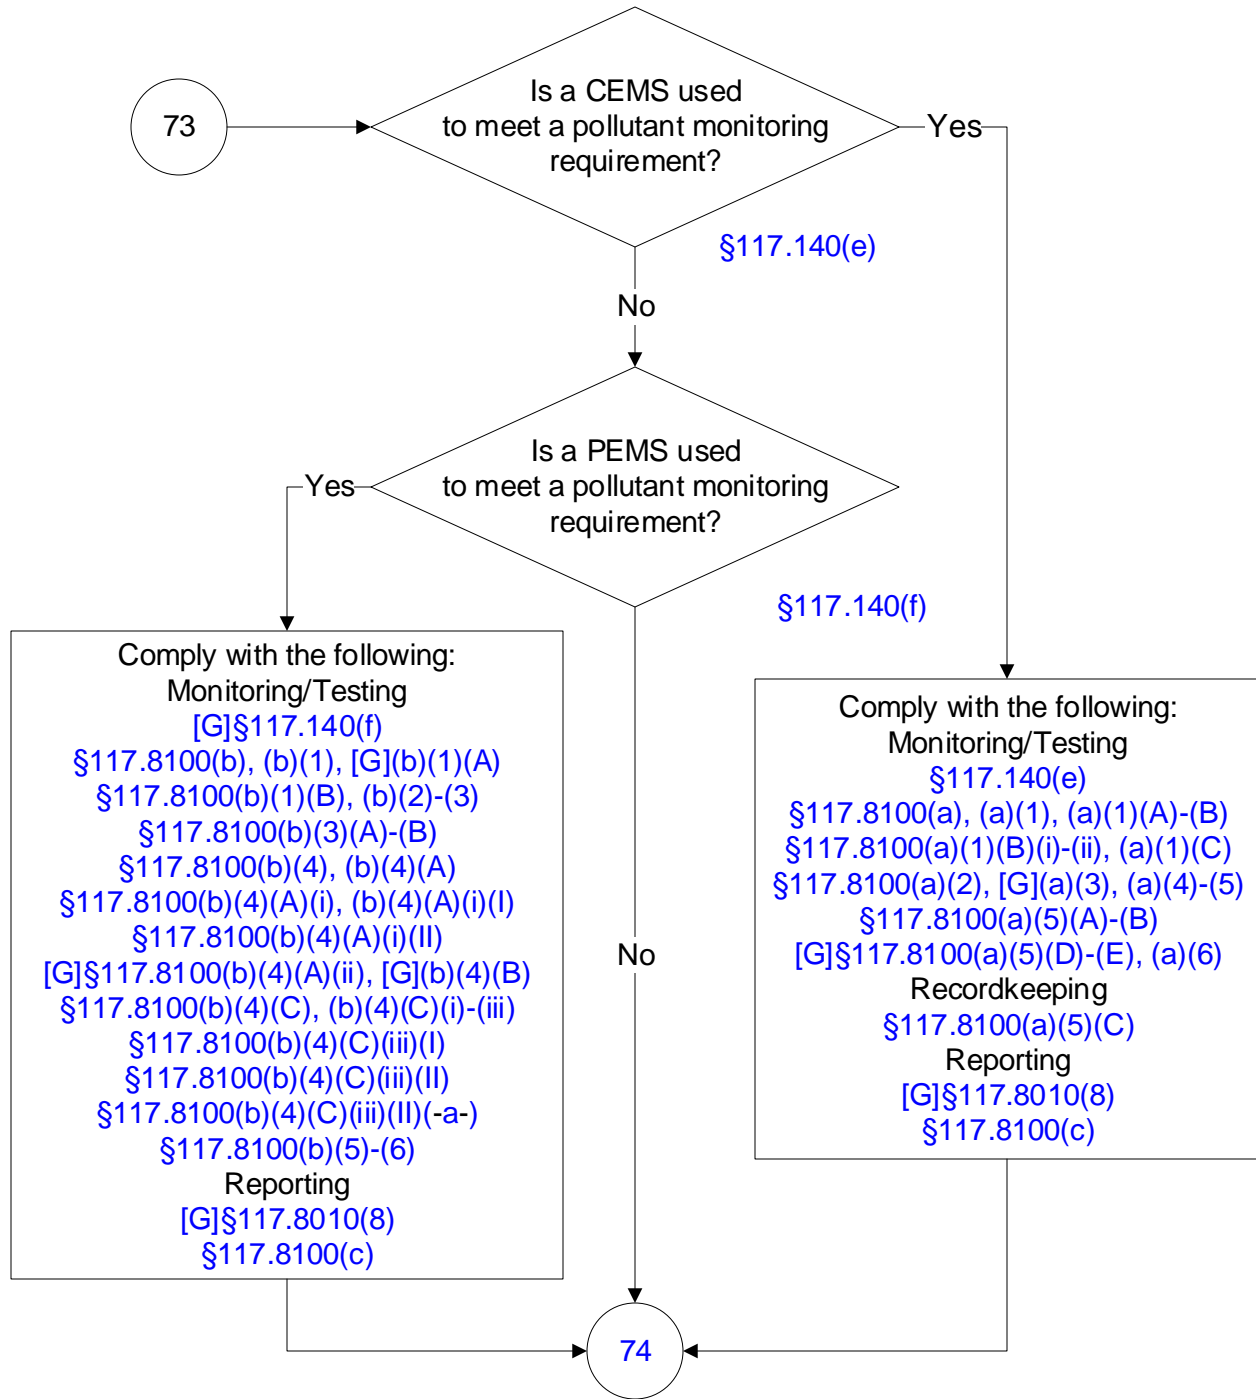 73
Is a CEMS used
to meet a pollutant monitoring
requirement?
Yes
§117.140(e)
No
Is a PEMS used
to meet a pollutant monitoring
requirement?
Yes
§117.140(f)
No
Comply with the following:
Monitoring/Testing
[G]§117.140(f)
§117.8100(b), (b)(1), [G](b)(1)(A)
§117.8100(b)(1)(B), (b)(2)-(3)
§117.8100(b)(3)(A)-(B)
§117.8100(b)(4), (b)(4)(A)
§117.8100(b)(4)(A)(i), (b)(4)(A)(i)(I)
§117.8100(b)(4)(A)(i)(II)
[G]§117.8100(b)(4)(A)(ii), [G](b)(4)(B)
§117.8100(b)(4)(C), (b)(4)(C)(i)-(iii)
§117.8100(b)(4)(C)(iii)(I)
§117.8100(b)(4)(C)(iii)(II)
§117.8100(b)(4)(C)(iii)(II)(-a-)
§117.8100(b)(5)-(6)
Reporting
[G]§117.8010(8)
§117.8100(c)
Comply with the following:
Monitoring/Testing
§117.140(e)
§117.8100(a), (a)(1), (a)(1)(A)-(B)
§117.8100(a)(1)(B)(i)-(ii), (a)(1)(C)
§117.8100(a)(2), [G](a)(3), (a)(4)-(5)
§117.8100(a)(5)(A)-(B)
[G]§117.8100(a)(5)(D)-(E), (a)(6)
Recordkeeping
§117.8100(a)(5)(C)
Reporting
[G]§117.8010(8)
§117.8100(c)
74